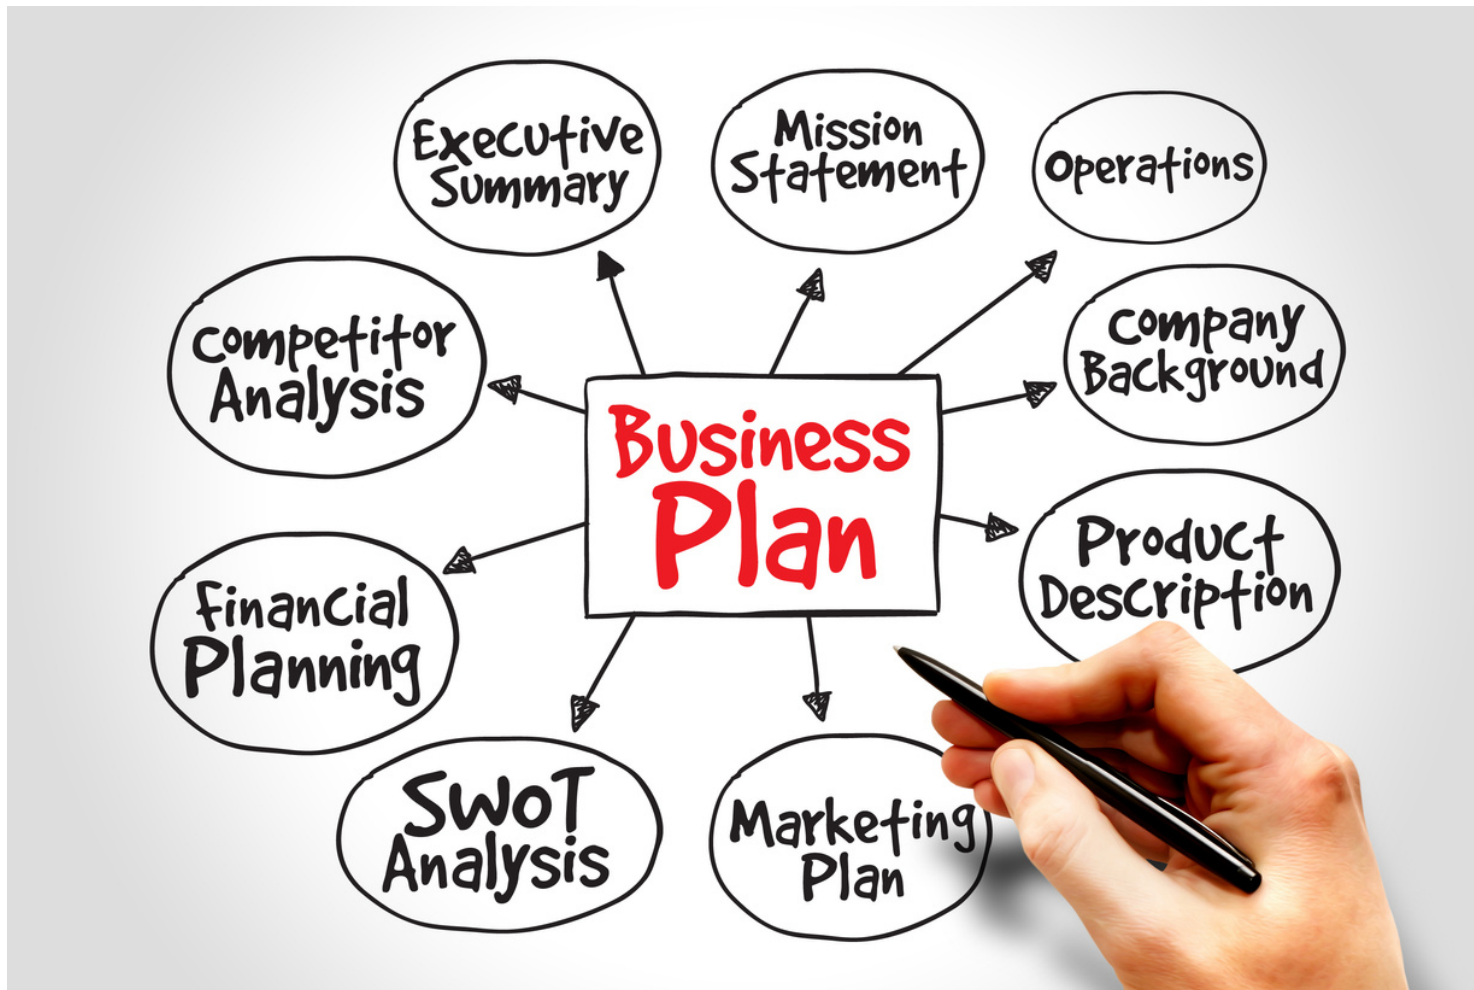 Executive
Summary
Mission
Statement
Operations
Competitor
Analysis
Company
Background
Business
Plan
Product
Description
Financial
Planning
SWOT
Analysis
Marketing
Plan